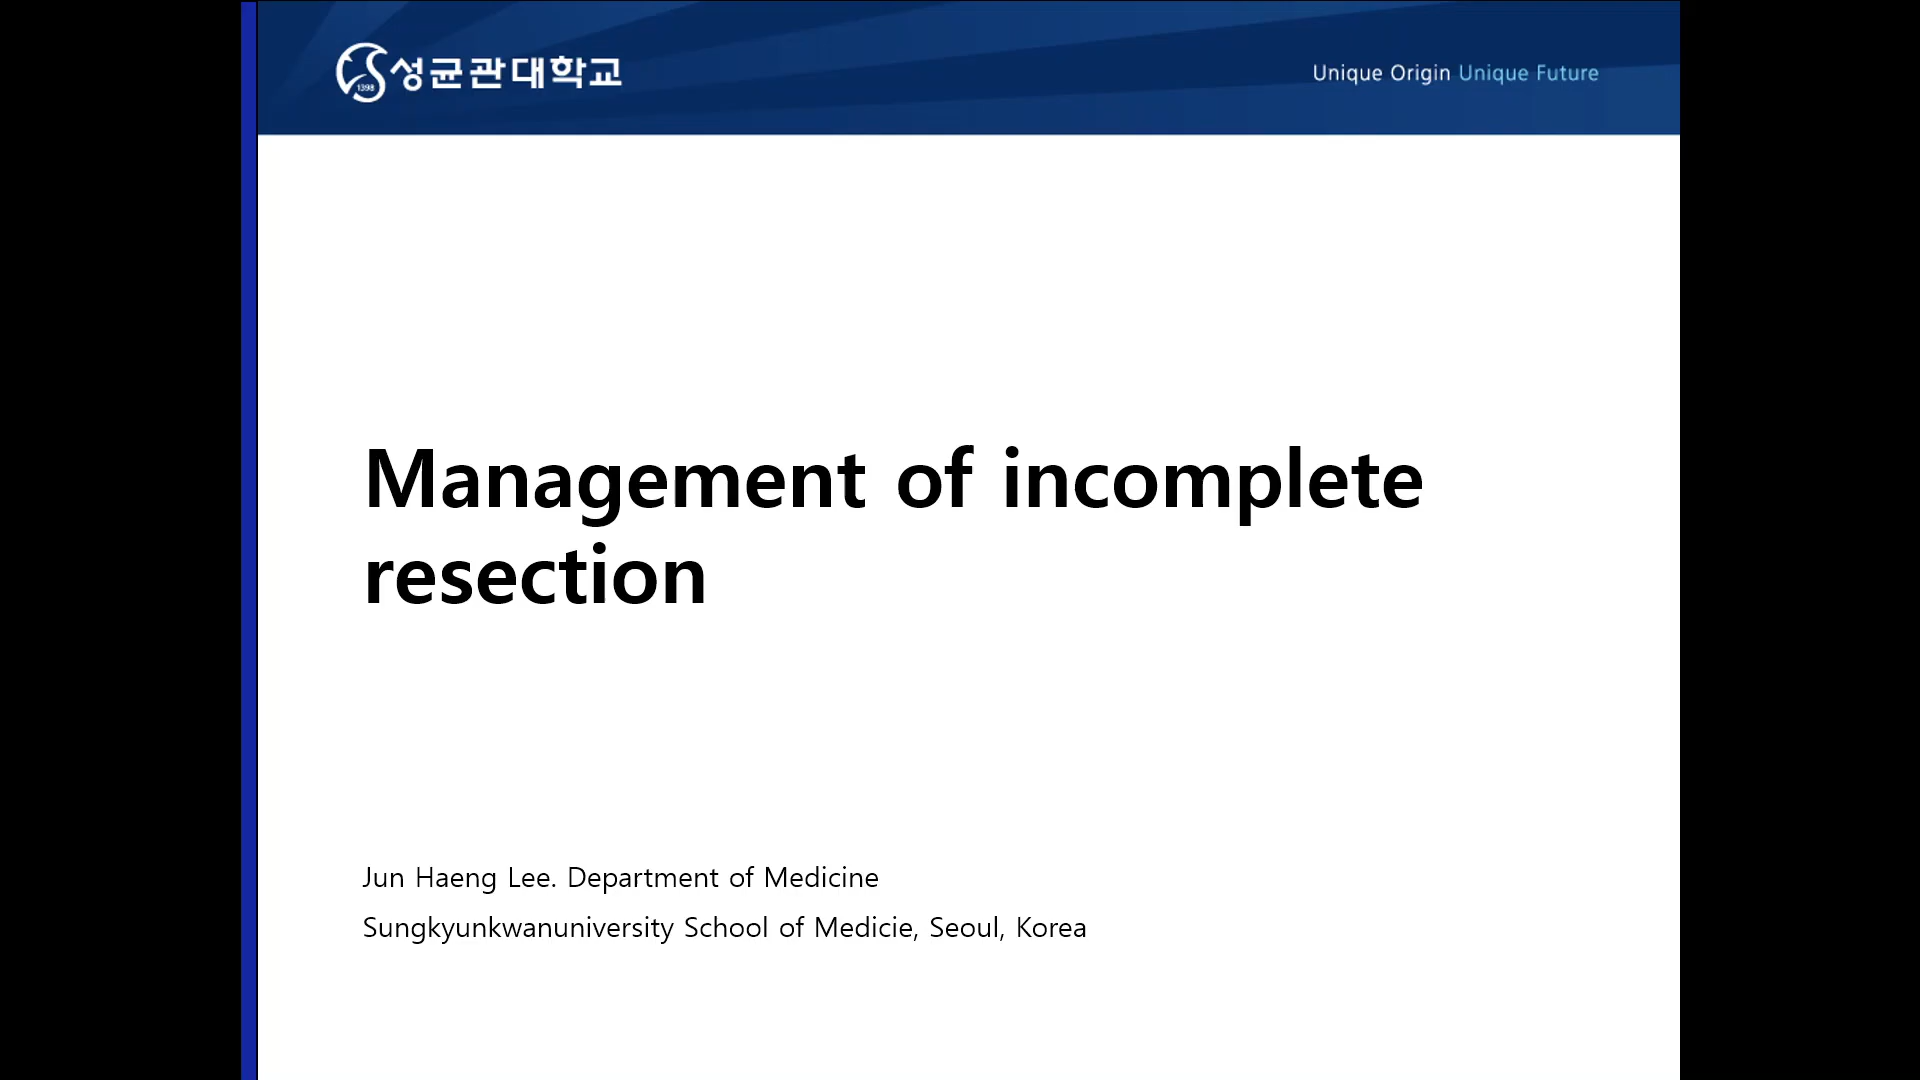 1398
성균관대학교
Unique Origin Unique Future
Management of incomplete
resection
Jun Haeng Lee. Department of Medicine
Sungkyunkwanuniversity School of Medicie, Seoul, Korea